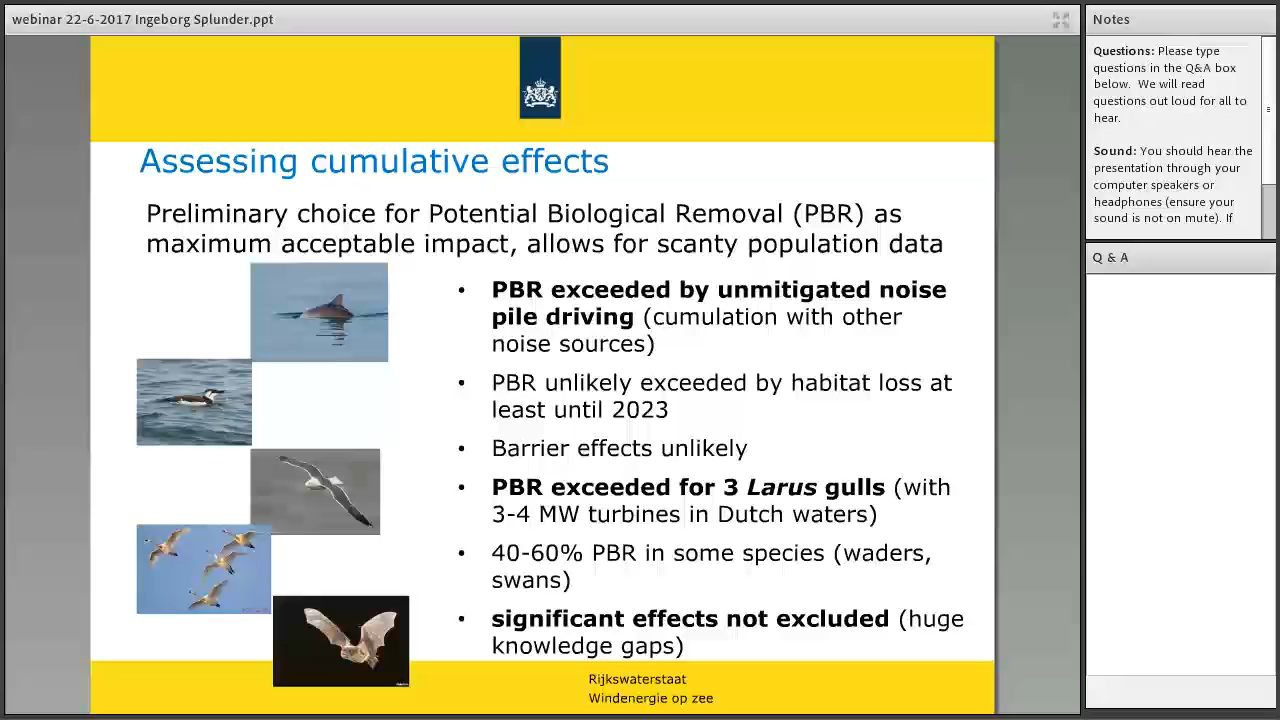 webinar 22-6-2017 Ingeborg Splunder.ppt
Assessing cumulative effects
Preliminary choice for Potential Biological Removal (PBR) as
maximum acceptable impact, allows for scanty population data
• PBR exceeded by unmitigated noise
pile driving (cumulation with other
noise sources)
• PBR unlikely exceeded by habitat loss at
least until 2023
• Barrier effects unlikely
• PBR exceeded for 3 Larus gulls (with
3-4 MW turbines in Dutch waters)
• 40-60% PBR in some species (waders,
swans)
• significant effects not excluded (huge
knowledge gaps)
Rijkswaterstaat
Windenergie op zee
Notes
Questions: Please type
questions in the Q&A box
below. We will read
questions out loud for all to
hear.
Sound: You should hear the
presentation through your
computer speakers or
headphones (ensure your
sound is not on mute). If
Q & A